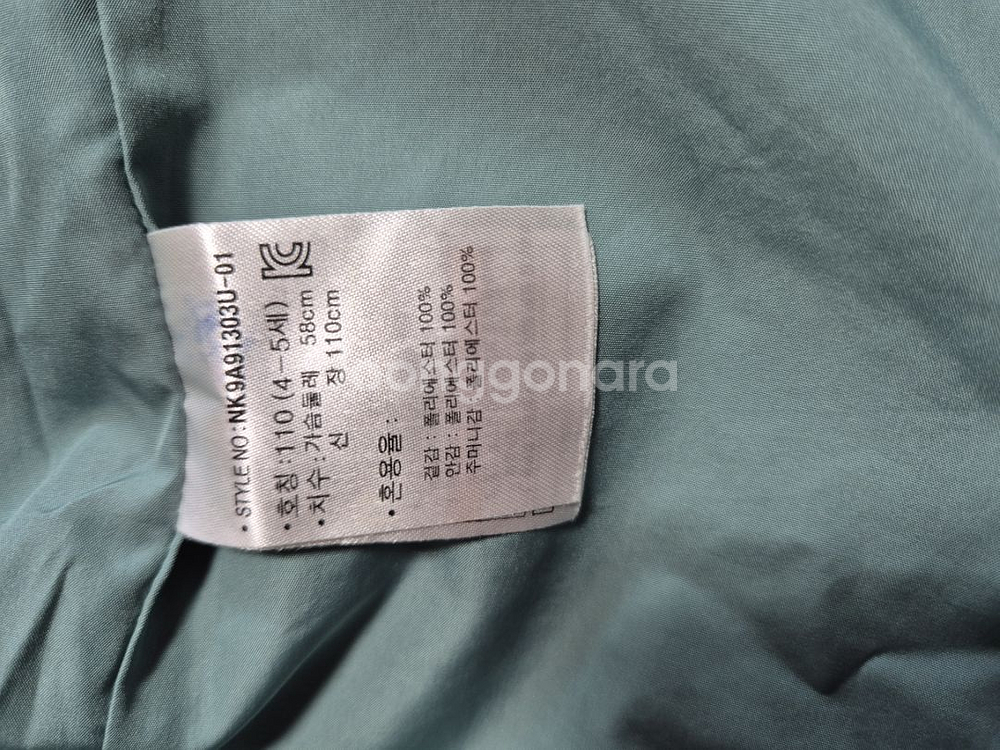 • STYLE NO : NK9A91303U-01
• 호칭 : 110 (4-5세)
• 치수 : 가슴둘레 58cm
신 장 110cm
• 혼용율 :
겉감 : 폴리에스터 100%
안감 : 폴리에스터 100%
주머니감 : 폴리에스터 100%
joonggonara